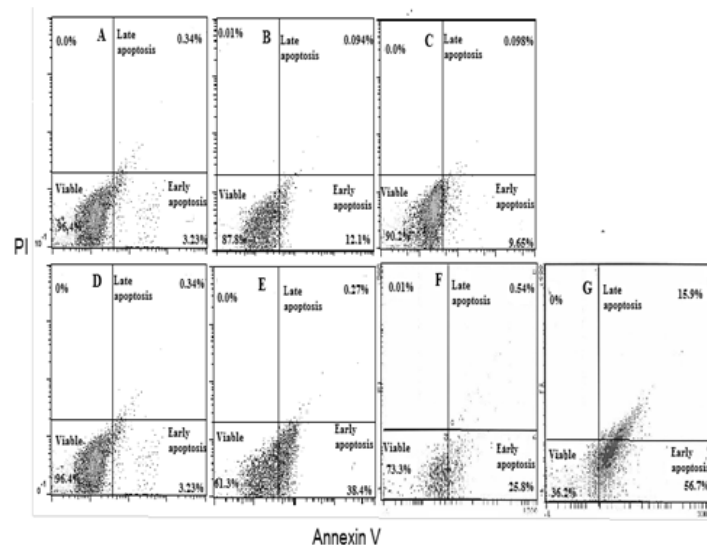 0.0% A Late apoptosis 0.34%
Viable Early apoptosis
96.4% 3.23%
0.01% B Late apoptosis 0.094%
Viable Early apoptosis
87.8% 12.1%
0.0% C Late apoptosis 0.098%
Viable Early apoptosis
90.2% 9.65%
PI
0% D Late apoptosis 0.34%
Viable Early apoptosis
96.4% 3.23%
0.0% E Late apoptosis 0.27%
Viable Early apoptosis
61.3% 38.4%
0.01% F Late apoptosis 0.54%
Viable Early apoptosis
73.3% 25.8%
0% G Late apoptosis 15.9%
Viable Early apoptosis
36.2% 56.7%
Annexin V